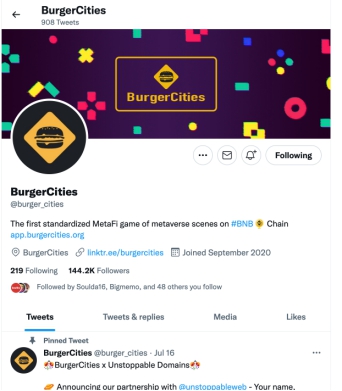 BurgerCities
908 Tweets
BurgerCities
Following
BurgerCities
@burger_cities
The first standardized MetaFi game of metaverse scenes on #BNB Chain
app.burgercities.org
BurgerCities linktr.ee/burgercities Joined September 2020
219 Following 144.2K Followers
Followed by Soulda16, Bigmemo, and 48 others you follow
Tweets Tweets & replies Media Likes
Pinned Tweet
BurgerCities @burger_cities · Jul 16
BurgerCities x Unstoppable Domains
Announcing our partnership with @unstoppableweb - Your name,